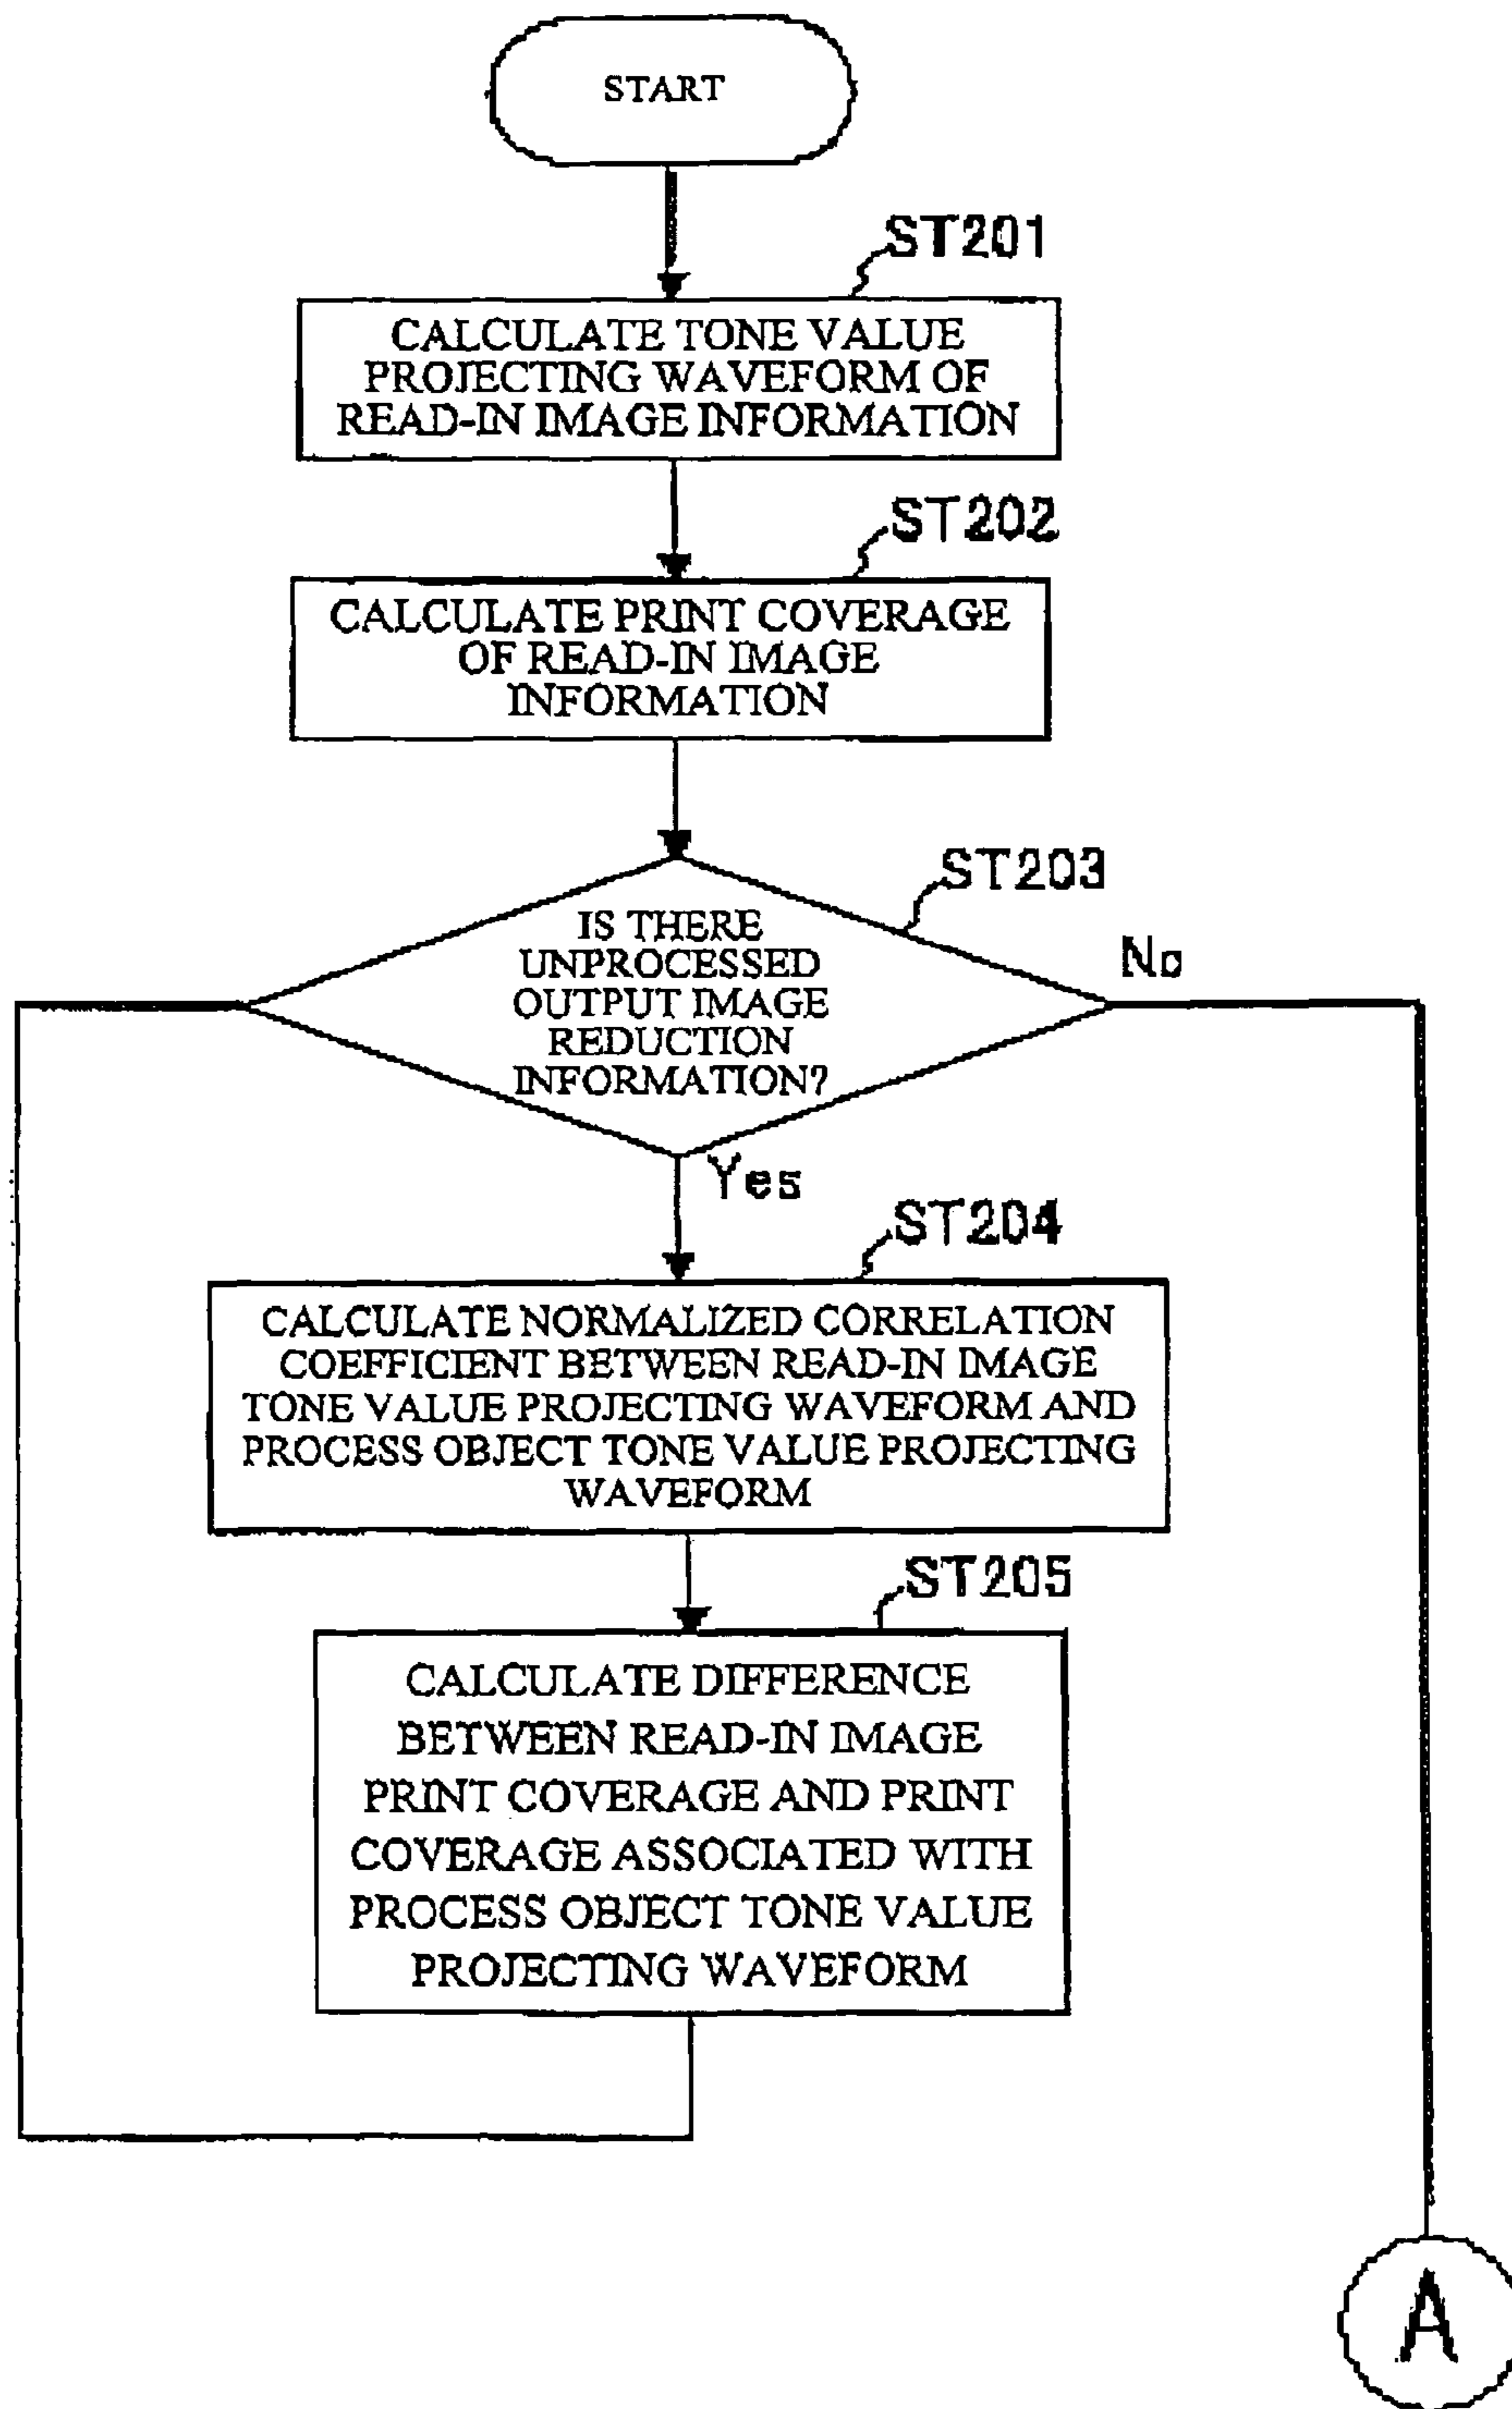 START
ST201
CALCULATE TONE VALUE
PROJECTING WAVEFORM OF
READ-IN IMAGE INFORMATION
ST202
CALCULATE PRINT COVERAGE
OF READ-IN IMAGE
INFORMATION
ST203
IS THERE
UNPROCESSED
OUTPUT IMAGE
REDUCTION
INFORMATION?
No
Yes
ST204
CALCULATE NORMALIZED CORRELATION
COEFFICIENT BETWEEN READ-IN IMAGE
TONE VALUE PROJECTING WAVEFORM AND
PROCESS OBJECT TONE VALUE PROJECTING
WAVEFORM
ST205
CALCULATE DIFFERENCE
BETWEEN READ-IN IMAGE
PRINT COVERAGE AND PRINT
COVERAGE ASSOCIATED WITH
PROCESS OBJECT TONE VALUE
PROJECTING WAVEFORM
A